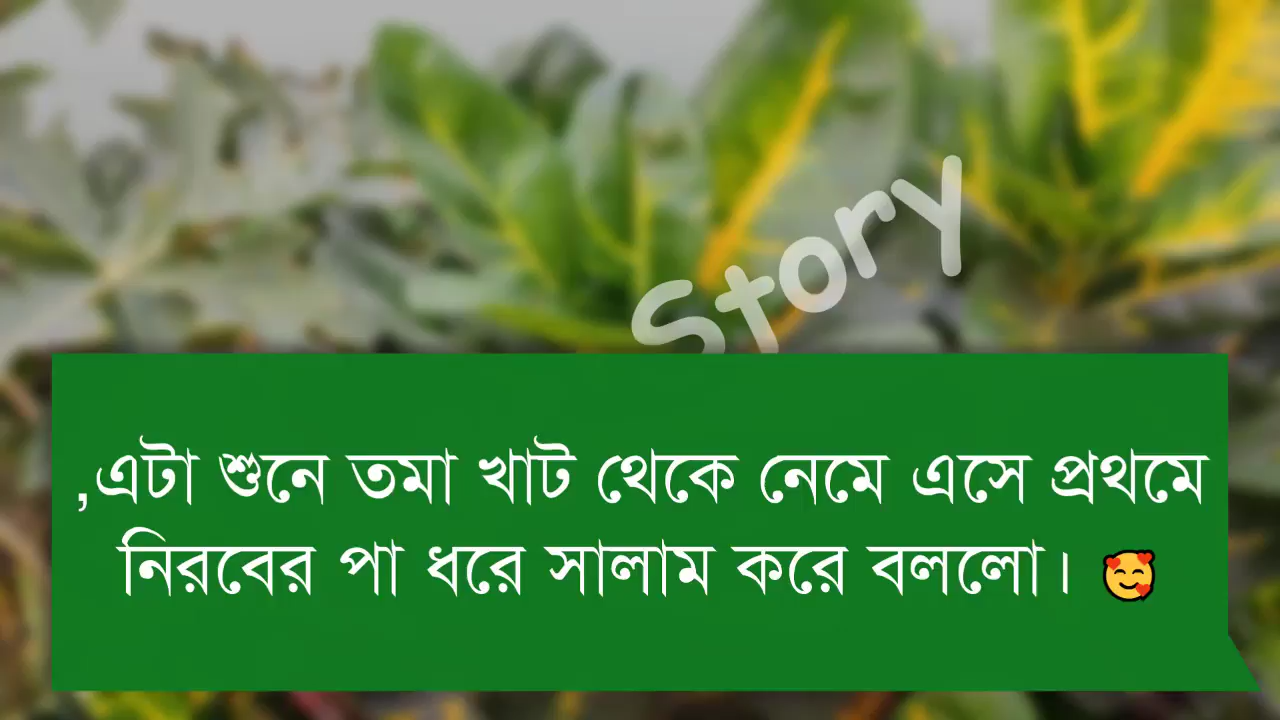 Story
,এটা শুনে তমা খাট থেকে নেমে এসে প্রথমে
নিরবের পা ধরে সালাম করে বললো। 🥰